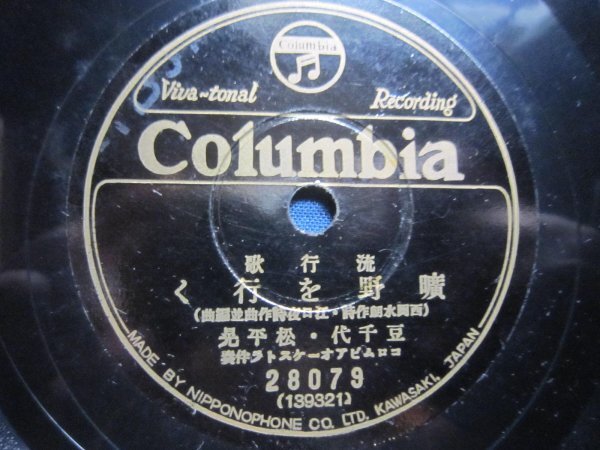 Columbia
Viva-tonal Recording
Columbia
流行歌
曠野を行く
(西岡水朗作詩・江口夜詩作曲並編曲)
豆千代・松平晃
コロムビアオーケストラ伴奏
28079
(139321)
MADE BY NIPPONOPHONE CO. LTD. KAWASAKI, JAPAN